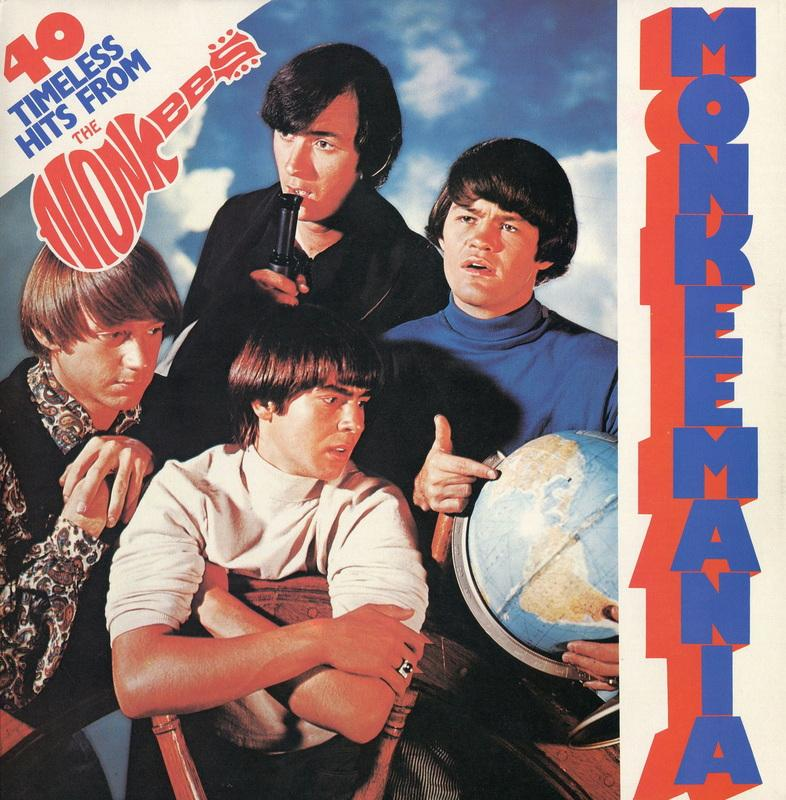 40
TIMELESS
HITS FROM
THE
MONKEES
MONKEEMANIA